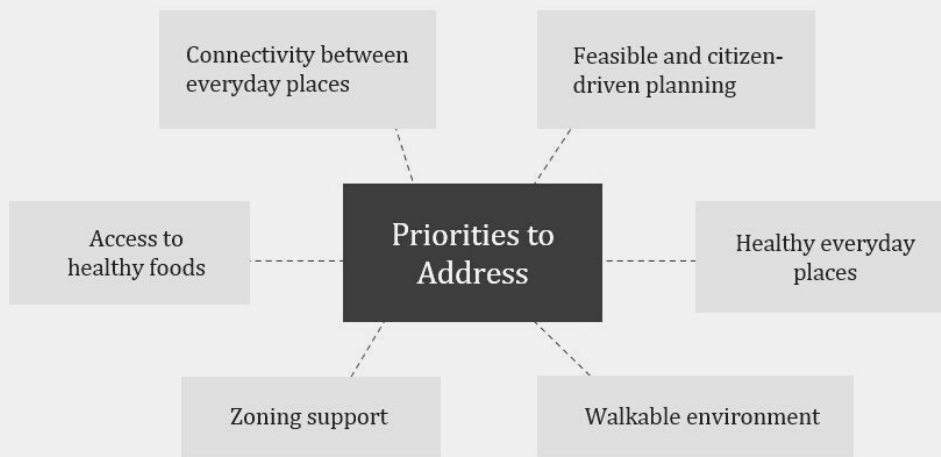 Connectivity between
everyday places
Feasible and citizen-
driven planning
Access to
healthy foods
Priorities to
Address
Healthy everyday
places
Zoning support
Walkable environment